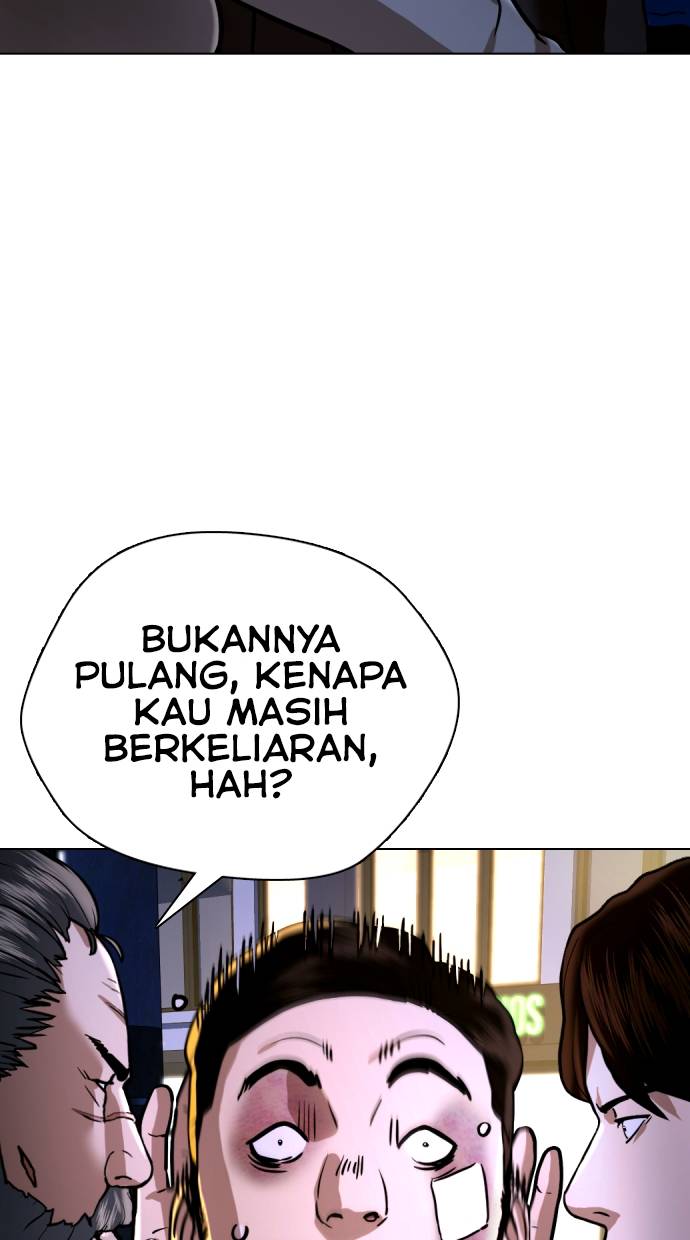 BUKANNYA
PULANG, KENAPA
KAU MASIH
BERKELIARAN,
HAH?